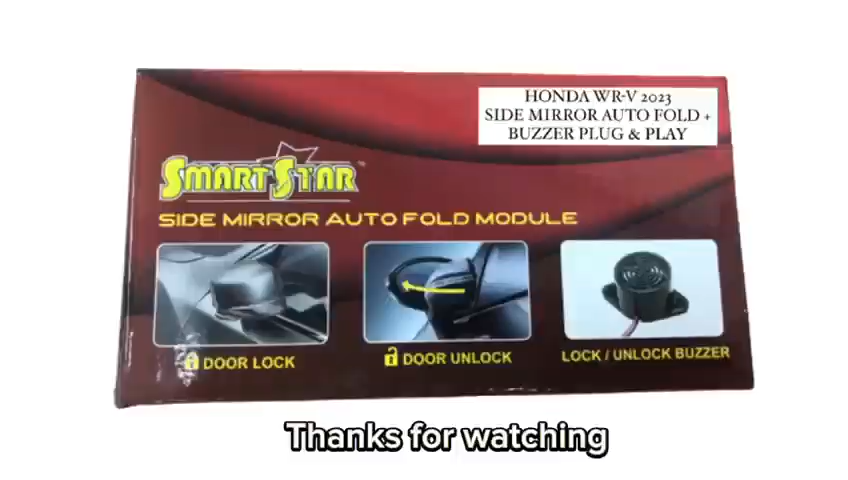 HONDA WR-V 2023
SIDE MIRROR AUTO FOLD +
BUZZER PLUG & PLAY
SMART STAR
SIDE MIRROR AUTO FOLD MODULE
DOOR LOCK
DOOR UNLOCK
LOCK / UNLOCK BUZZER
Thanks for watching